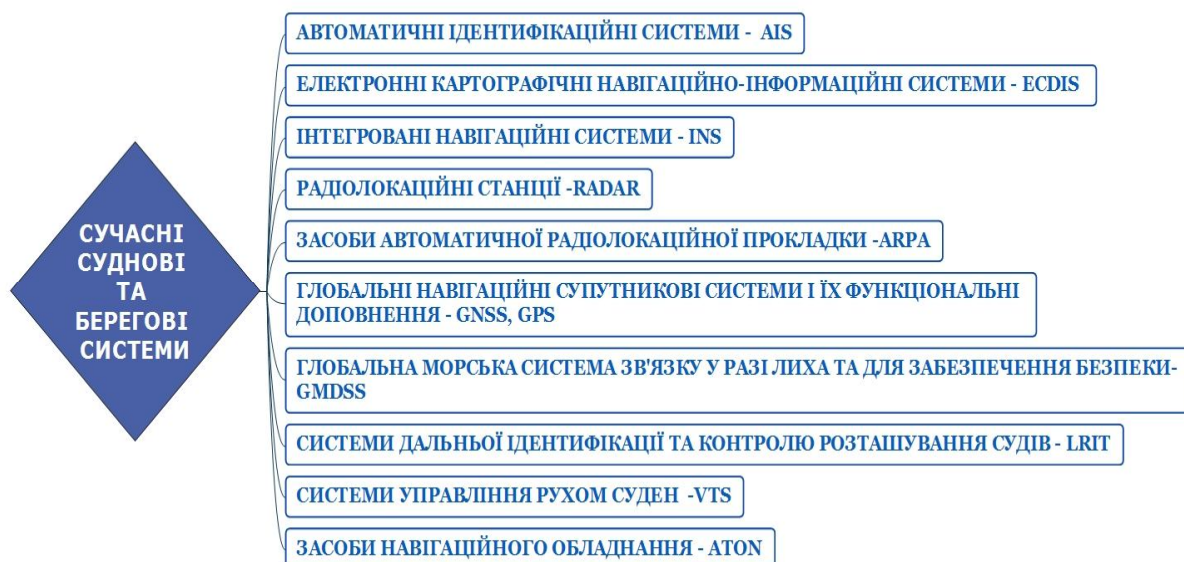 СУЧАСНІ
СУДНОВІ
ТА
БЕРЕГОВІ
СИСТЕМИ
АВТОМАТИЧНІ ІДЕНТИФІКАЦІЙНІ СИСТЕМИ - AIS
ЕЛЕКТРОННІ КАРТОГРАФІЧНІ НАВІГАЦІЙНО-ІНФОРМАЦІЙНІ СИСТЕМИ - ECDIS
ІНТЕГРОВАНІ НАВІГАЦІЙНІ СИСТЕМИ - INS
РАДІОЛОКАЦІЙНІ СТАНЦІЇ -RADAR
ЗАСОБИ АВТОМАТИЧНОЇ РАДІОЛОКАЦІЙНОЇ ПРОКЛАДКИ -ARPA
ГЛОБАЛЬНІ НАВІГАЦІЙНІ СУПУТНИКОВІ СИСТЕМИ І ЇХ ФУНКЦІОНАЛЬНІ
ДОПОВНЕННЯ - GNSS, GPS
ГЛОБАЛЬНА МОРСЬКА СИСТЕМА ЗВ'ЯЗКУ У РАЗІ ЛИХА ТА ДЛЯ ЗАБЕЗПЕЧЕННЯ БЕЗПЕКИ-
GMDSS
СИСТЕМИ ДАЛЬНЬОЇ ІДЕНТИФІКАЦІЇ ТА КОНТРОЛЮ РОЗТАШУВАННЯ СУДІВ - LRIT
СИСТЕМИ УПРАВЛІННЯ РУХОМ СУДЕН -VTS
ЗАСОБИ НАВІГАЦІЙНОГО ОБЛАДНАННЯ - ATON